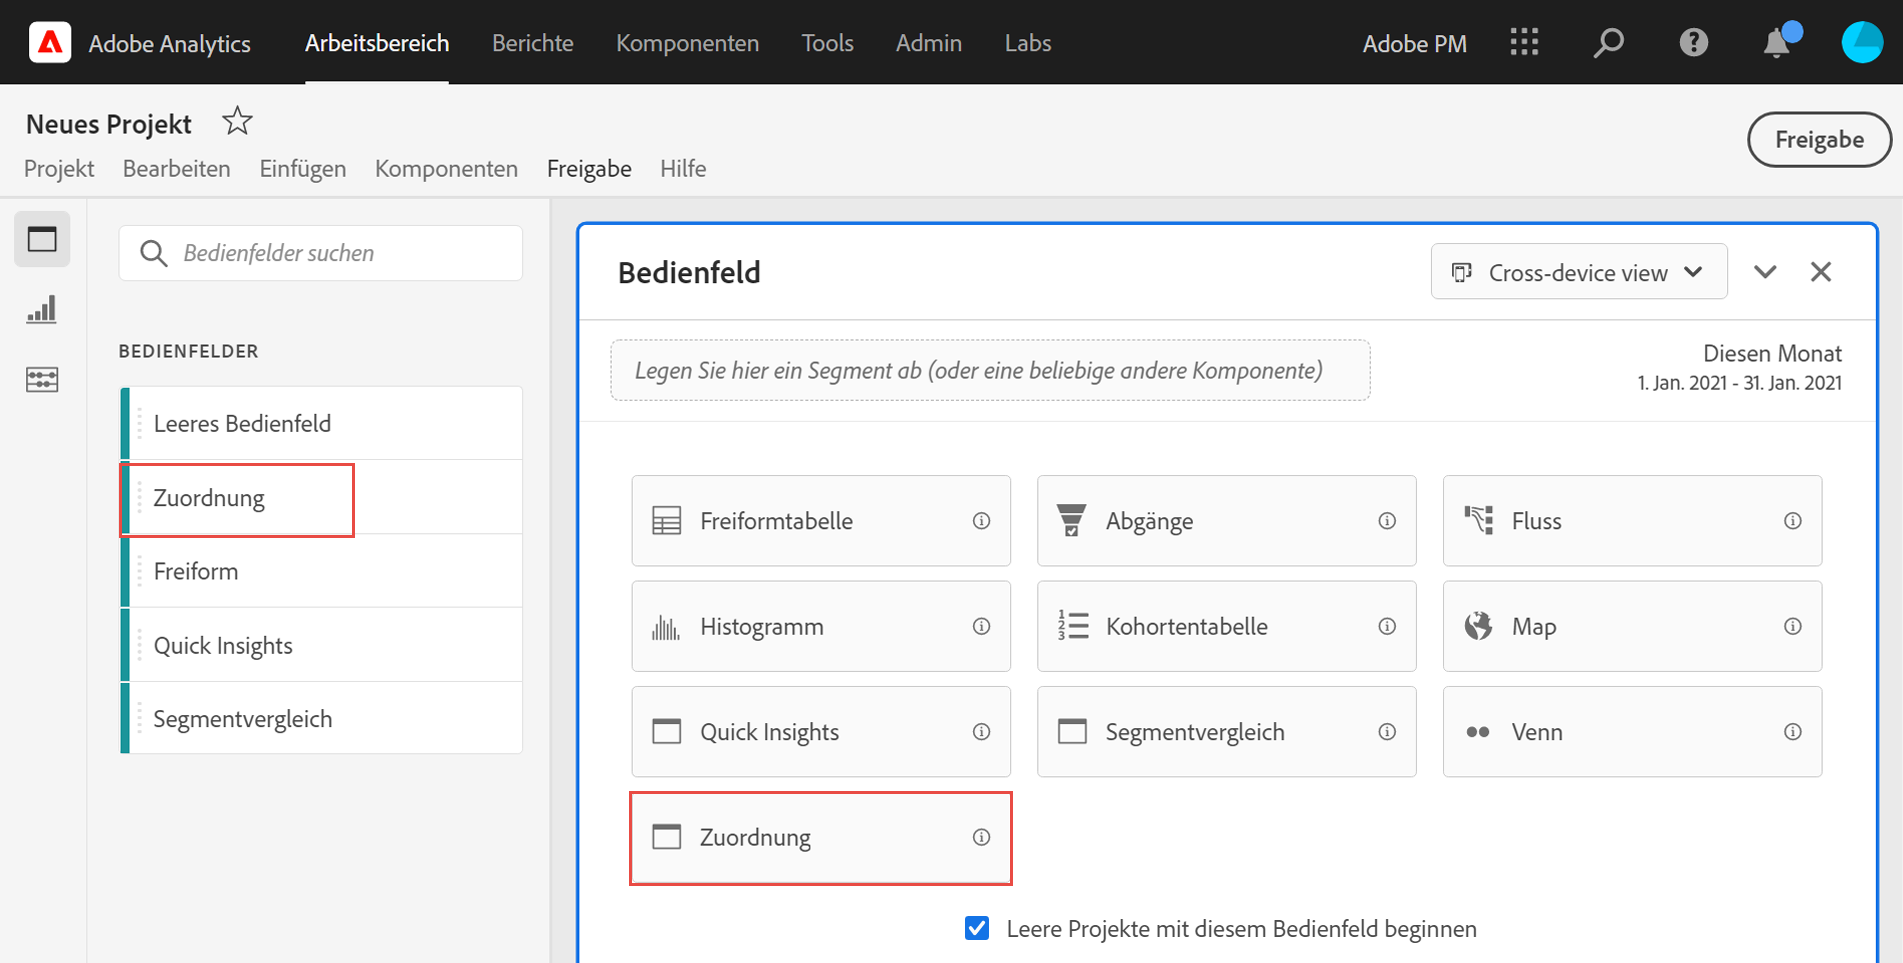 Adobe Analytics Arbeitsbereich Berichte Komponenten Tools Admin Labs Adobe PM
Neues Projekt
Freigabe
Projekt Bearbeiten Einfügen Komponenten Freigabe Hilfe
Bedienfelder suchen
BEDIENFELDER
Leeres Bedienfeld
Zuordnung
Freiform
Quick Insights
Segmentvergleich
Bedienfeld
Cross-device view
Legen Sie hier ein Segment ab (oder eine beliebige andere Komponente)
Diesen Monat
1. Jan. 2021 - 31. Jan. 2021
Freiformtabelle Abgänge Fluss
Histogramm Kohortentabelle Map
Quick Insights Segmentvergleich Venn
Zuordnung
Leere Projekte mit diesem Bedienfeld beginnen